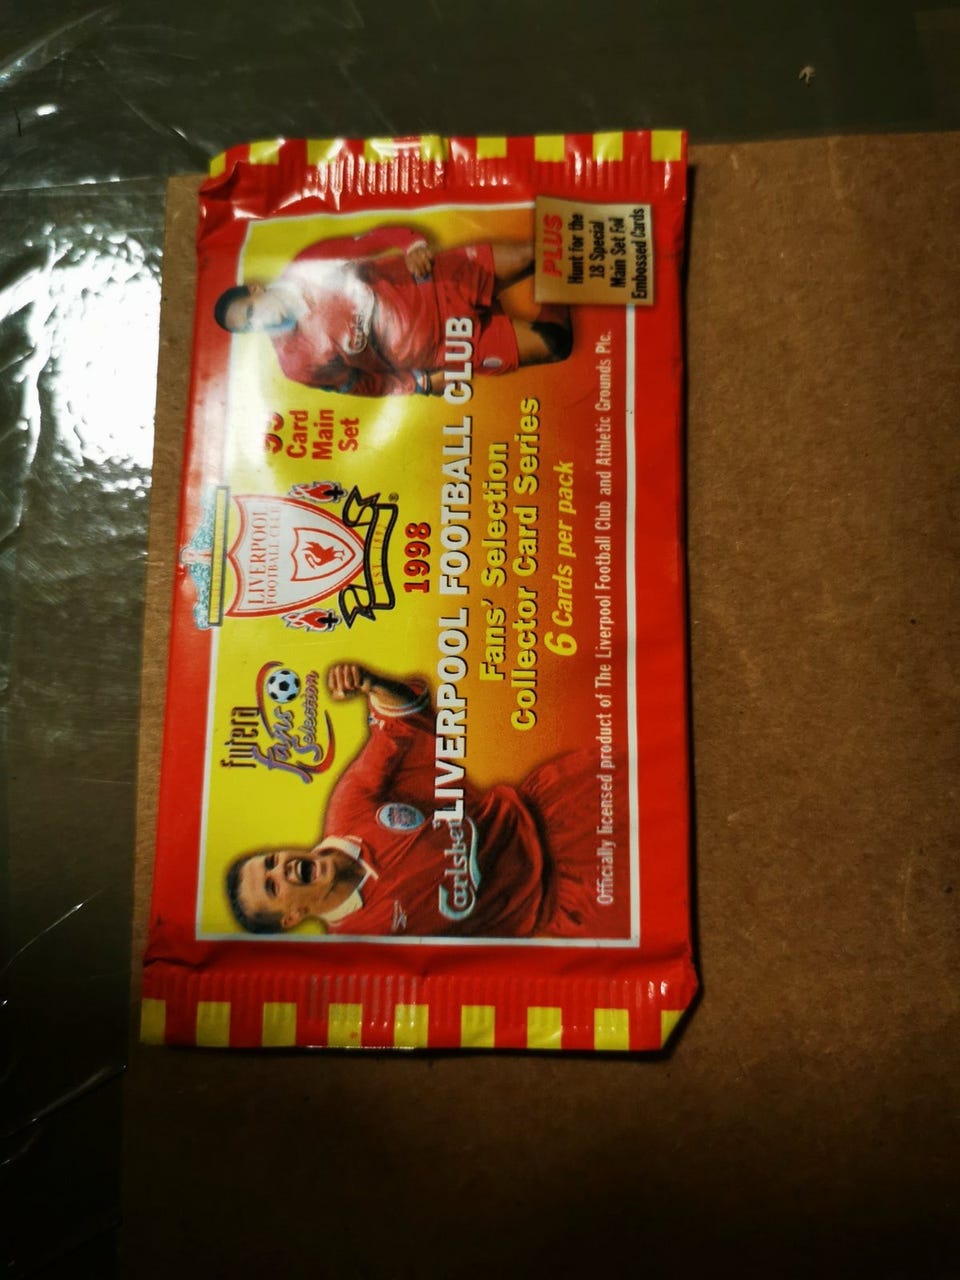 futera
fans
Selection
LIVERPOOL
FOOTBALL CLUB
1998
Card
Main
Set
LIVERPOOL FOOTBALL CLUB
Fans' Selection
Collector Card Series
6 Cards per pack
PLUS
Hunt for the
18 Special
Main Set Foil
Embossed Cards
Carlsberg
Officially licensed product of The Liverpool Football Club and Athletic Grounds Plc.